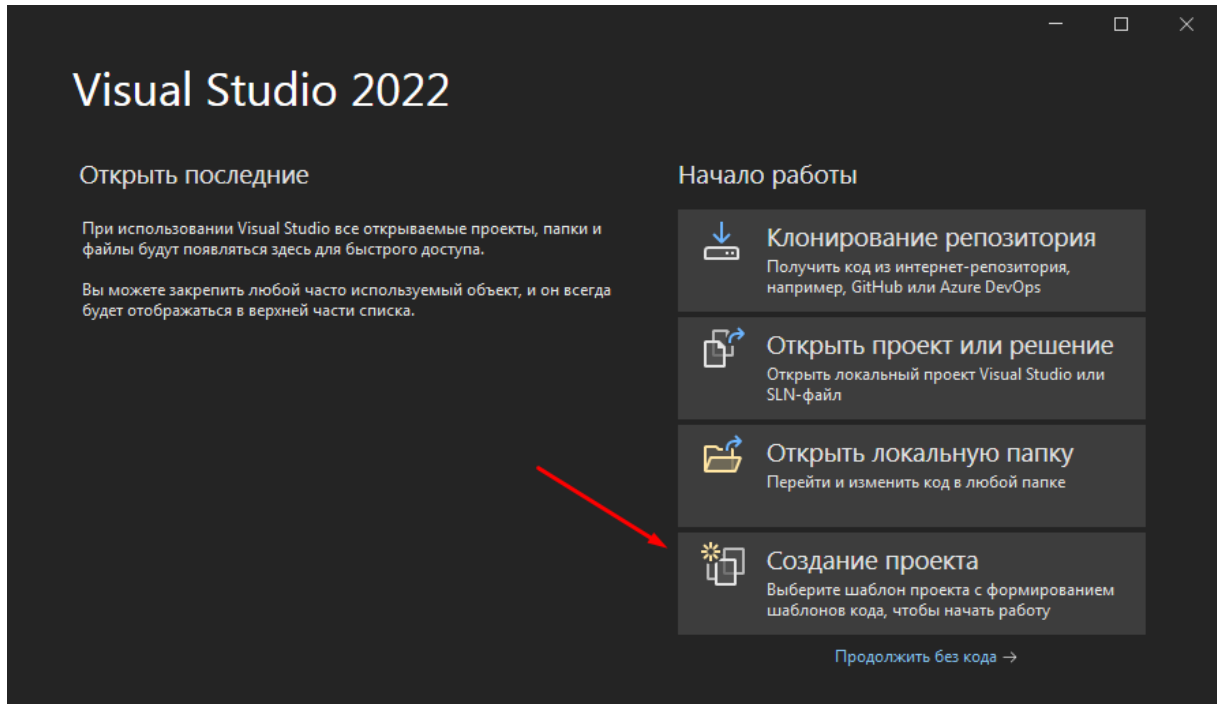 Visual Studio 2022
Открыть последние
При использовании Visual Studio все открываемые проекты, папки и
файлы будут появляться здесь для быстрого доступа.
Вы можете закрепить любой часто используемый объект, и он всегда
будет отображаться в верхней части списка.
Начало работы
Клонирование репозитория
Получить код из интернет-репозитория,
например, GitHub или Azure DevOps
Открыть проект или решение
Открыть локальный проект Visual Studio или
SLN-файл
Открыть локальную папку
Перейти и изменить код в любой папке
Создание проекта
Выберите шаблон проекта с формированием
шаблонов кода, чтобы начать работу
Продолжить без кода →